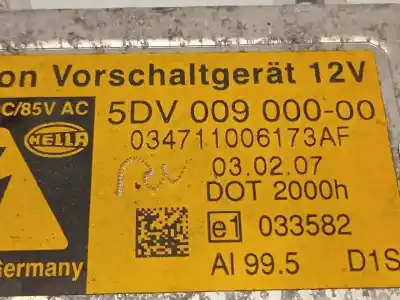 on Vorschaltgerät 12V
C/85V AC
5DV 009 000-00
HELLA
034711006173AF
03.02.07
DOT 2000h
e1 033582
Germany
Al 99.5 D1S